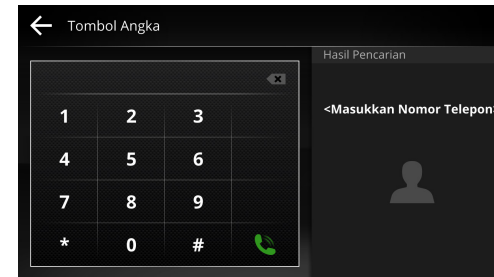 Tombol Angka
Hasil Pencarian
<Masukkan Nomor Telepon>
1 2 3
4 5 6
7 8 9
* 0 #